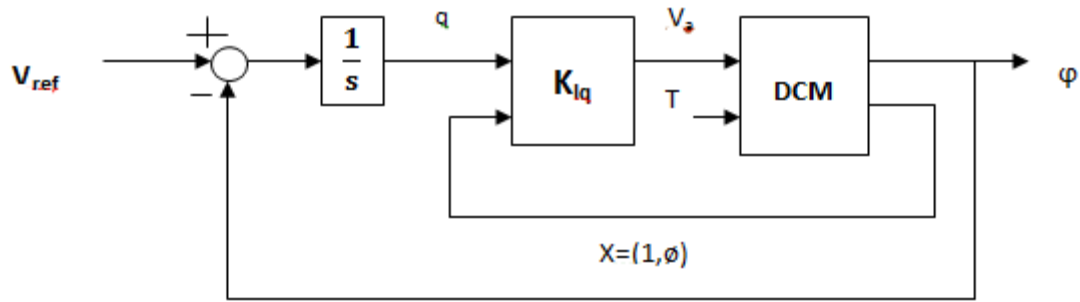 V_ref
+
−
1
s
q
K_lq
V_a
T
DCM
φ
X=(1,ø)